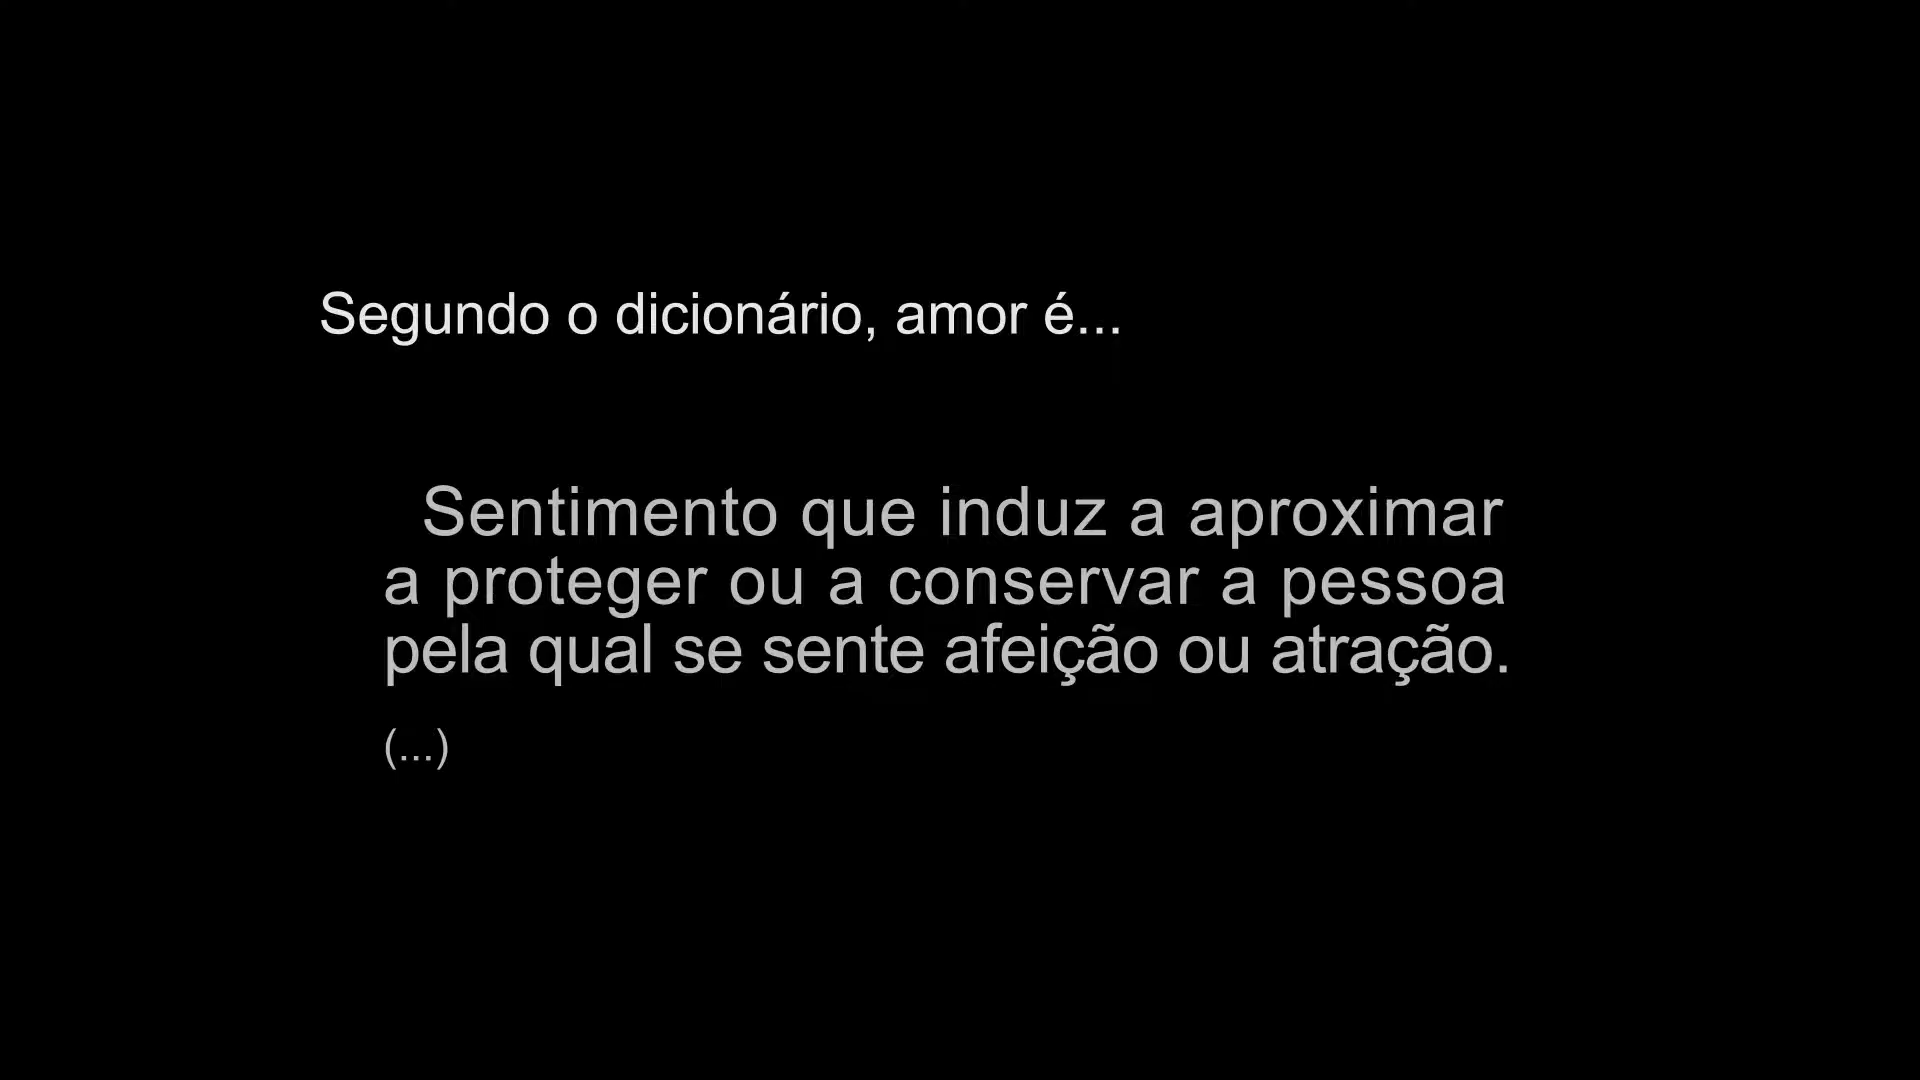 Segundo o dicionário, amor é...
Sentimento que induz a aproximar
a proteger ou a conservar a pessoa
pela qual se sente afeição ou atração.
(...)